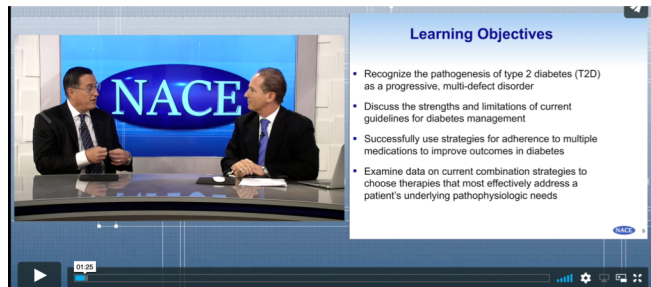 NACE
Learning Objectives
▪ Recognize the pathogenesis of type 2 diabetes (T2D)
as a progressive, multi-defect disorder
▪ Discuss the strengths and limitations of current
guidelines for diabetes management
▪ Successfully use strategies for adherence to multiple
medications to improve outcomes in diabetes
▪ Examine data on current combination strategies to
choose therapies that most effectively address a
patient's underlying pathophysiologic needs
NACE 9
01:25